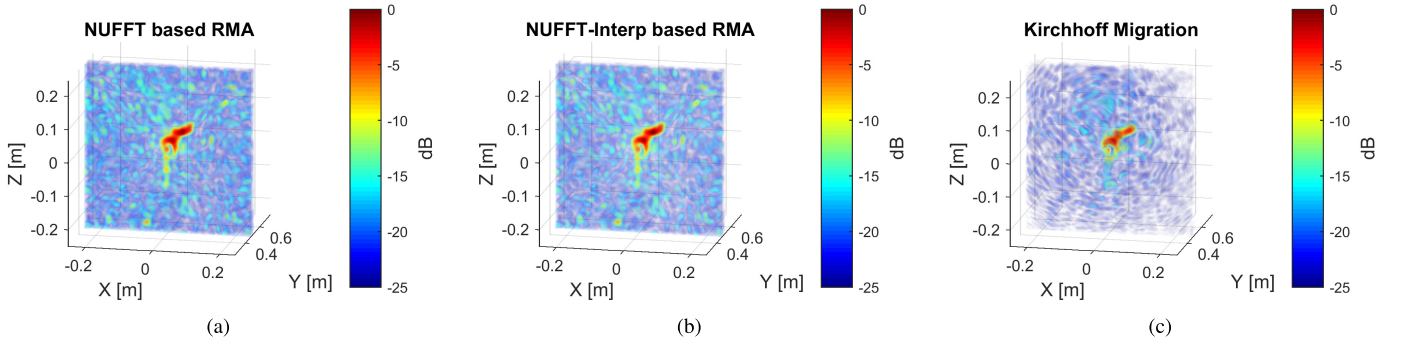 NUFFT based RMA
0.2
0.1
0
-0.1
-0.2
Z [m]
-0.2
0
0.2
X [m]
0.4
0.6
Y [m]
0
-5
-10
-15
-20
-25
dB
(a)
NUFFT-Interp based RMA
0.2
0.1
0
-0.1
-0.2
Z [m]
-0.2
0
0.2
X [m]
0.4
0.6
Y [m]
0
-5
-10
-15
-20
-25
dB
(b)
Kirchhoff Migration
0.2
0.1
0
-0.1
-0.2
Z [m]
-0.2
0
0.2
X [m]
0.4
0.6
Y [m]
0
-5
-10
-15
-20
-25
dB
(c)